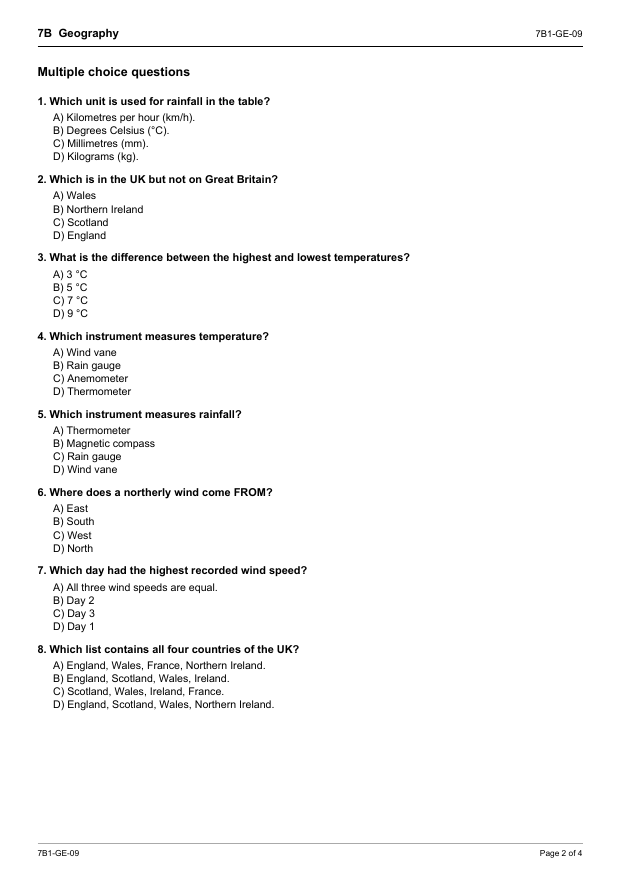 7B Geography
7B1-GE-09
Multiple choice questions
1. Which unit is used for rainfall in the table?
A) Kilometres per hour (km/h).
B) Degrees Celsius (°C).
C) Millimetres (mm).
D) Kilograms (kg).
2. Which is in the UK but not on Great Britain?
A) Wales
B) Northern Ireland
C) Scotland
D) England
3. What is the difference between the highest and lowest temperatures?
A) 3 °C
B) 5 °C
C) 7 °C
D) 9 °C
4. Which instrument measures temperature?
A) Wind vane
B) Rain gauge
C) Anemometer
D) Thermometer
5. Which instrument measures rainfall?
A) Thermometer
B) Magnetic compass
C) Rain gauge
D) Wind vane
6. Where does a northerly wind come FROM?
A) East
B) South
C) West
D) North
7. Which day had the highest recorded wind speed?
A) All three wind speeds are equal.
B) Day 2
C) Day 3
D) Day 1
8. Which list contains all four countries of the UK?
A) England, Wales, France, Northern Ireland.
B) England, Scotland, Wales, Ireland.
C) Scotland, Wales, Ireland, France.
D) England, Scotland, Wales, Northern Ireland.
7B1-GE-09
Page 2 of 4